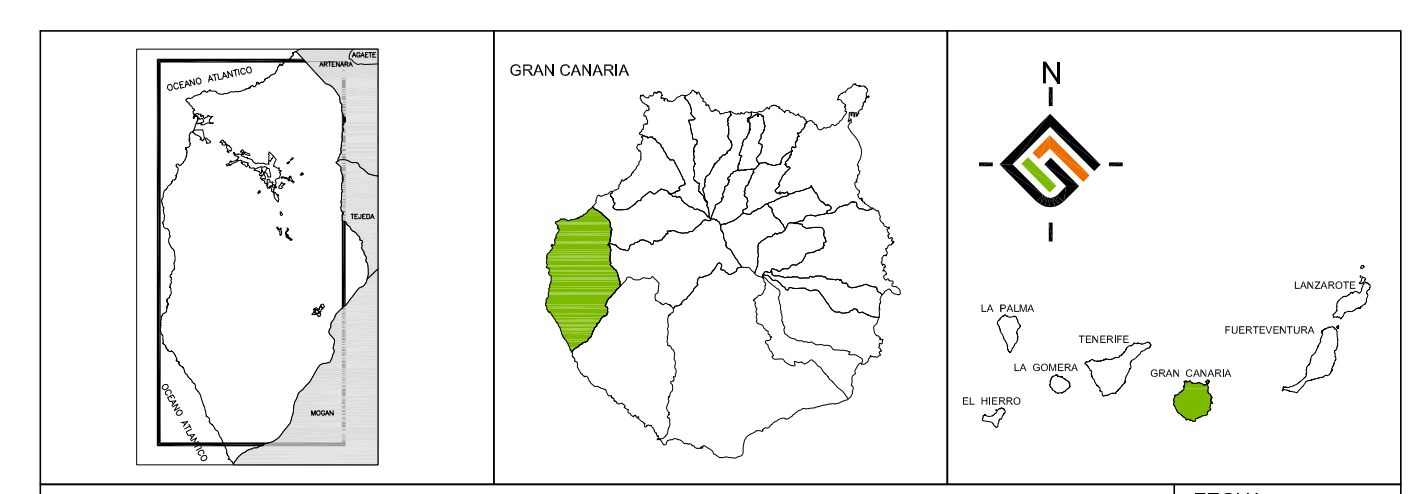 AGAETE
ARTENARA
OCEANO ATLANTICO
TEJEDA
MOGAN
OCEANO ATLANTICO
GRAN CANARIA
N
LANZAROTE
LA PALMA
FUERTEVENTURA
TENERIFE
LA GOMERA
GRAN CANARIA
EL HIERRO